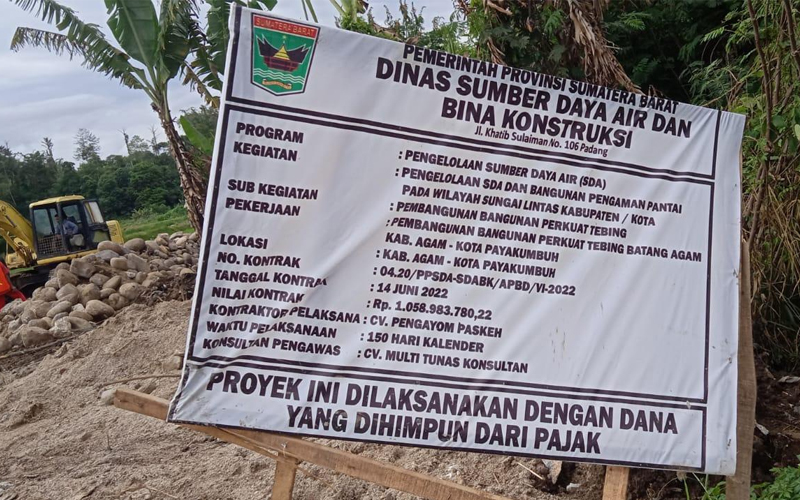 SUMATERA BARAT
PEMERINTAH PROVINSI SUMATERA BARAT
DINAS SUMBER DAYA AIR DAN
BINA KONSTRUKSI
Jl. Khatib Sulaiman No. 106 Padang
PROGRAM : PENGELOLAAN SUMBER DAYA AIR (SDA)
KEGIATAN : PENGELOLAAN SDA DAN BANGUNAN PENGAMAN PANTAI
PADA WILAYAH SUNGAI LINTAS KABUPATEN / KOTA
SUB KEGIATAN : PEMBANGUNAN BANGUNAN PERKUAT TEBING
PEKERJAAN : PEMBANGUNAN BANGUNAN PERKUAT TEBING BATANG AGAM
KAB. AGAM - KOTA PAYAKUMBUH
LOKASI : KAB. AGAM - KOTA PAYAKUMBUH
NO. KONTRAK : 04.20/PPSDA-SDABK/APBD/VI-2022
TANGGAL KONTRAK : 14 JUNI 2022
NILAI KONTRAK : Rp. 1.058.983.780,22
KONTRAKTOR PELAKSANA : CV. PENGAYOM PASKEH
WAKTU PELAKSANAAN : 150 HARI KALENDER
KONSULTAN PENGAWAS : CV. MULTI TUNAS KONSULTAN
PROYEK INI DILAKSANAKAN DENGAN DANA
YANG DIHIMPUN DARI PAJAK